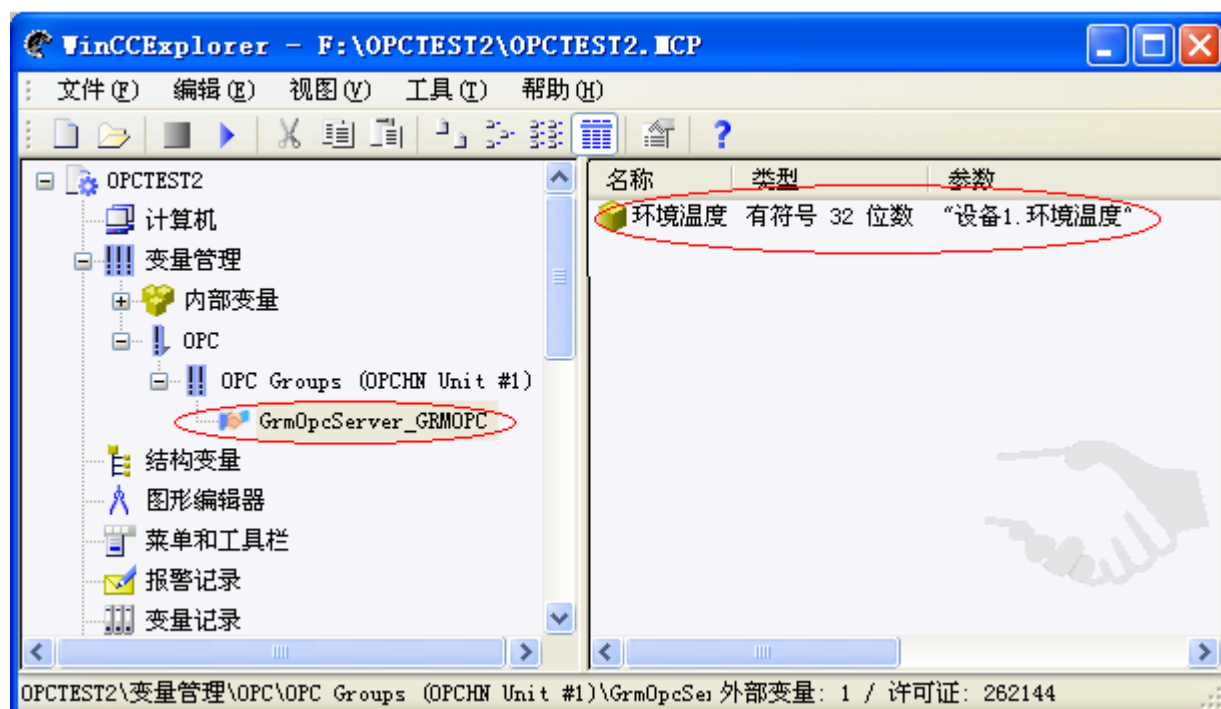 WinCCExplorer - F:\OPCTEST2\OPCTEST2.MCP
文件(F) 编辑(E) 视图(V) 工具(T) 帮助(H)
OPCTEST2
计算机
变量管理
内部变量
OPC
OPC Groups (OPCHN Unit #1)
GrmOpcServer_GRMOPC
结构变量
图形编辑器
菜单和工具栏
报警记录
变量记录
名称 类型 参数
环境温度 有符号 32 位数 "设备1.环境温度"
OPCTEST2\变量管理\OPC\OPC Groups (OPCHN Unit #1)\GrmOpcSer 外部变量: 1 / 许可证: 262144